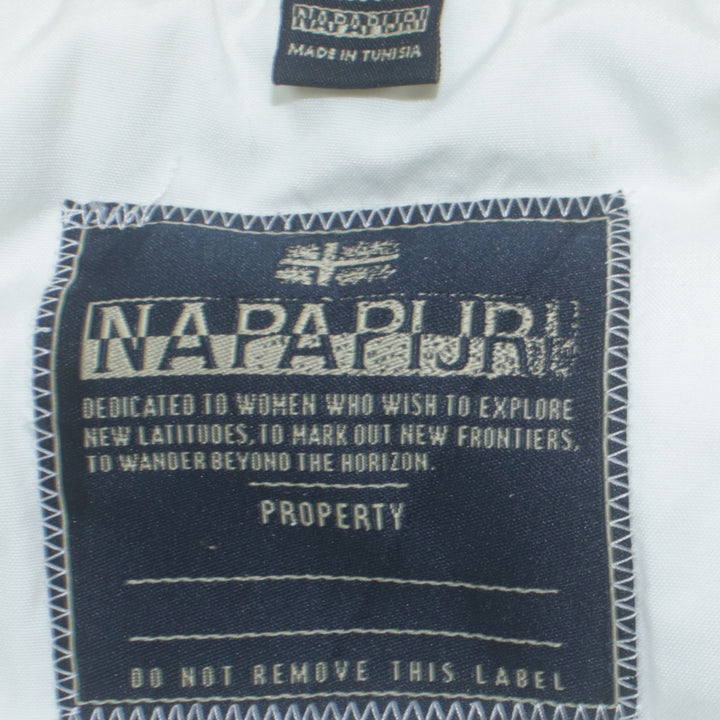 NAPAPIJRI
MADE IN TUNISIA
NAPAPIJRI
DEDICATED TO WOMEN WHO WISH TO EXPLORE
NEW LATITUDES, TO MARK OUT NEW FRONTIERS,
TO WANDER BEYOND THE HORIZON.
PROPERTY
DO NOT REMOVE THIS LABEL